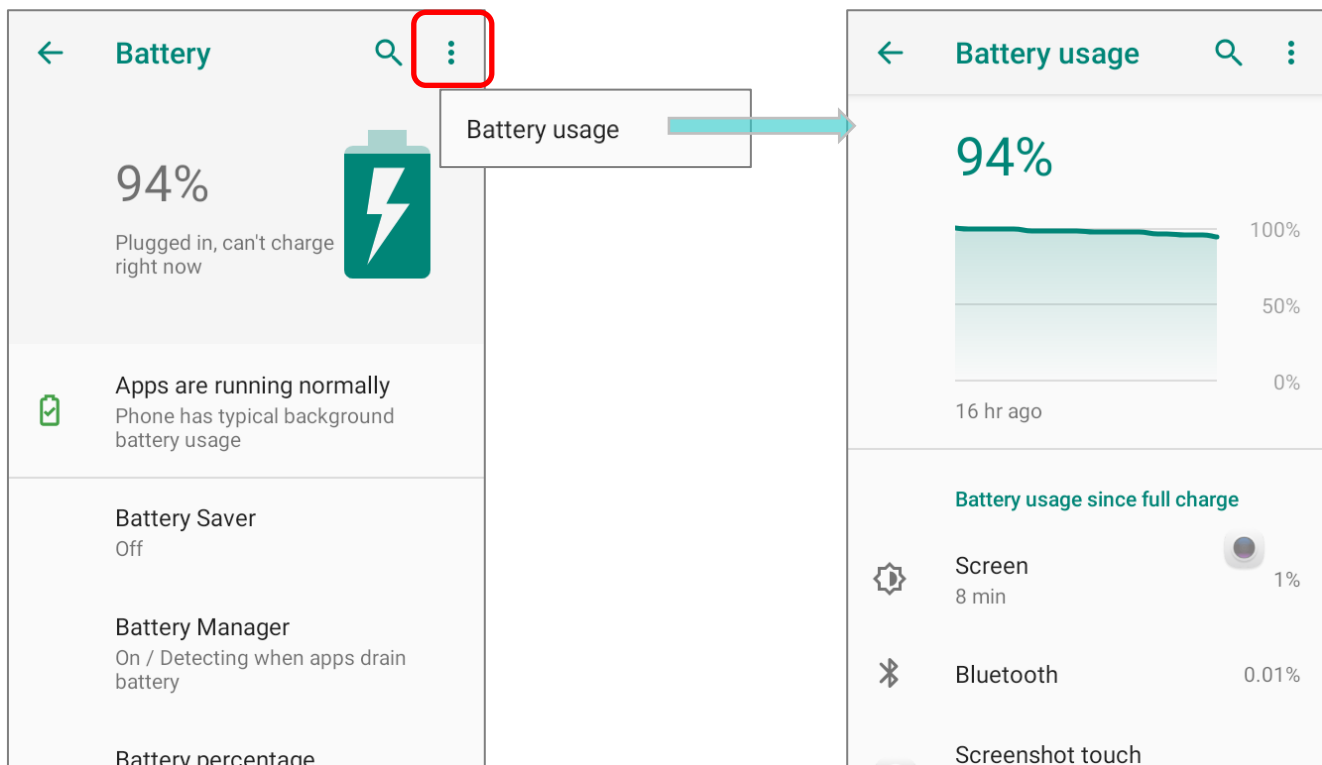 Battery
Battery usage
94%
Plugged in, can't charge
right now
Apps are running normally
Phone has typical background
battery usage
Battery Saver
Off
Battery Manager
On / Detecting when apps drain
battery
Battery percentage
Battery usage
94%
100%
50%
0%
16 hr ago
Battery usage since full charge
Screen
8 min
1%
Bluetooth
0.01%
Screenshot touch